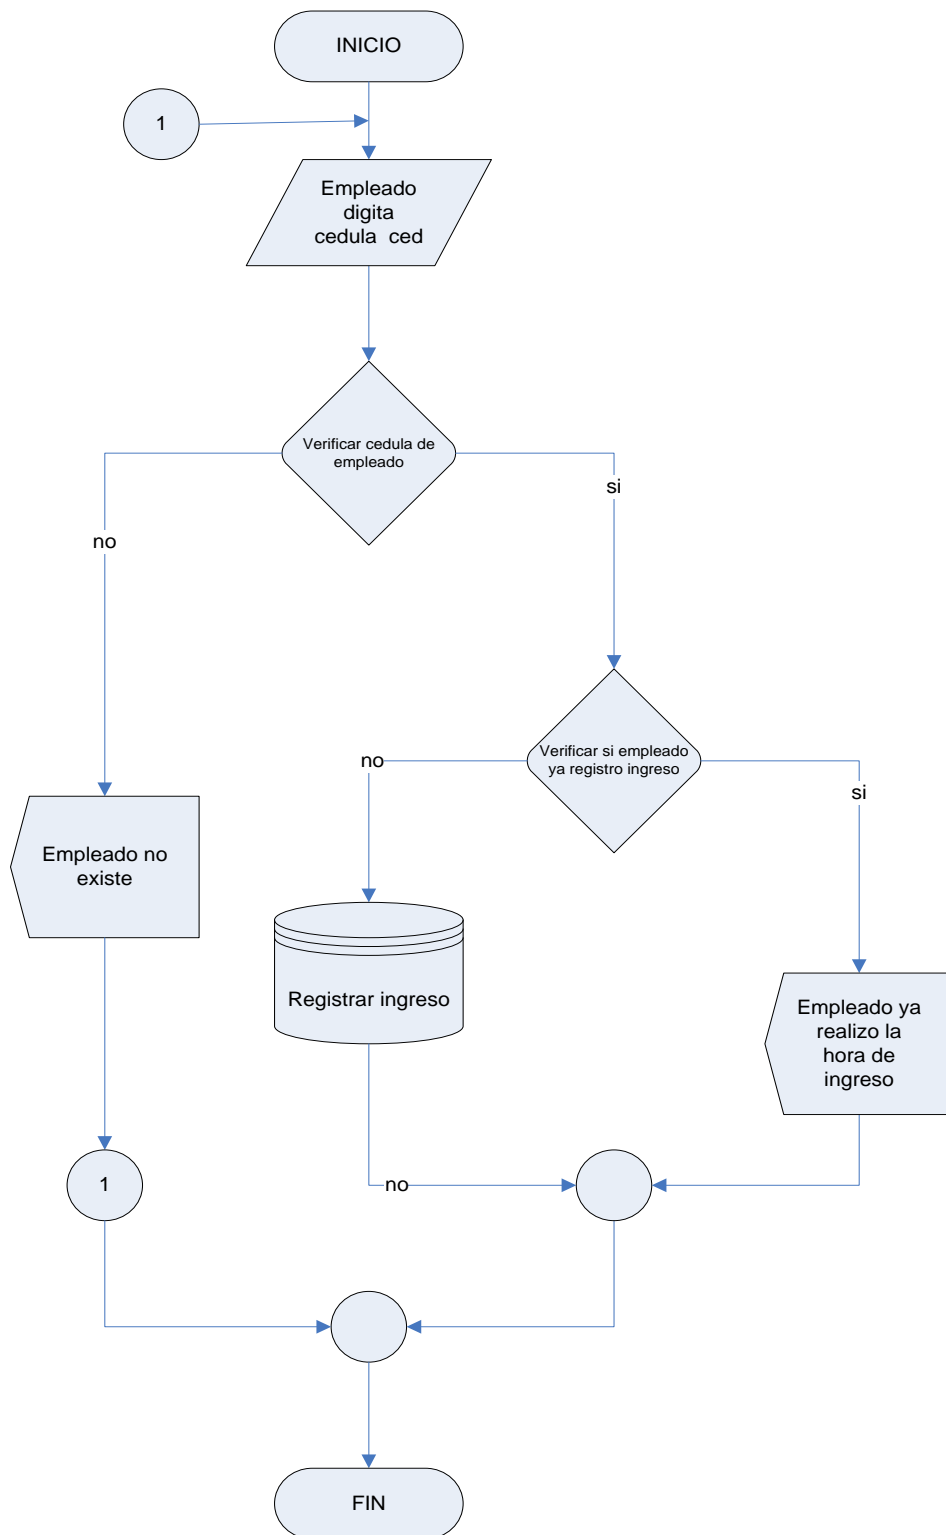 INICIO
1
Empleado
digita
cedula ced
Verificar cedula de
empleado
si
no
Verificar si empleado
ya registro ingreso
no
si
Empleado no
existe
Registrar ingreso
Empleado ya
realizo la
hora de
ingreso
1
no
FIN